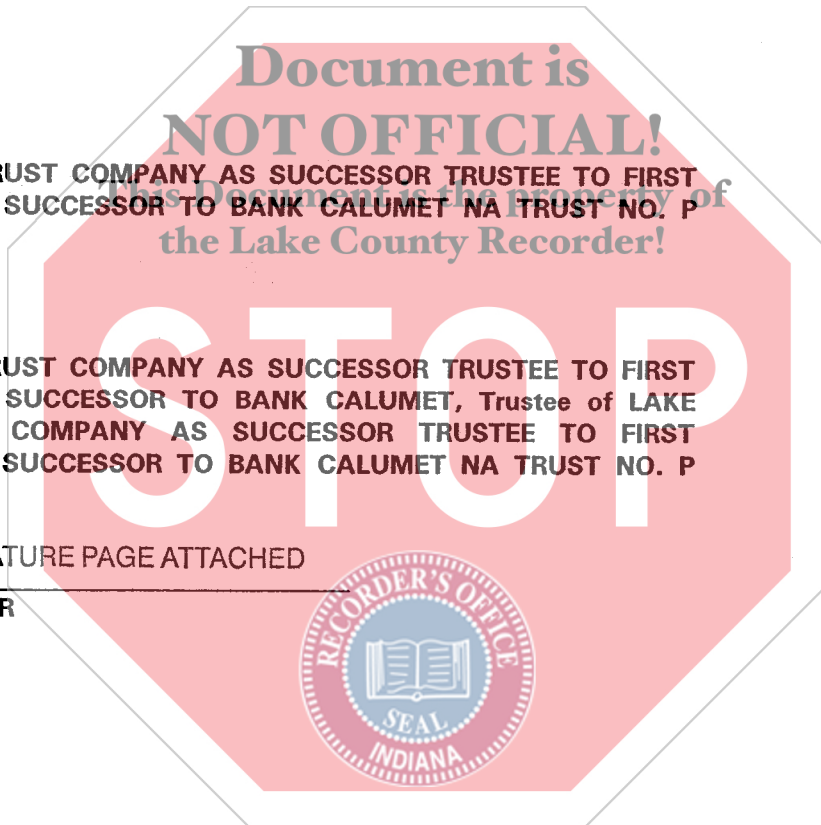 Document is
NOT OFFICIAL!
RUST COMPANY AS SUCCESSOR TRUSTEE TO FIRST
This Document is the property of
SUCCESSOR TO BANK CALUMET NA TRUST NO. P
the Lake County Recorder!
STOP
RUST COMPANY AS SUCCESSOR TRUSTEE TO FIRST
SUCCESSOR TO BANK CALUMET, Trustee of LAKE
COMPANY AS SUCCESSOR TRUSTEE TO FIRST
SUCCESSOR TO BANK CALUMET NA TRUST NO. P
ATURE PAGE ATTACHED
R
RECORDER'S OFFICE
SEAL
INDIANA